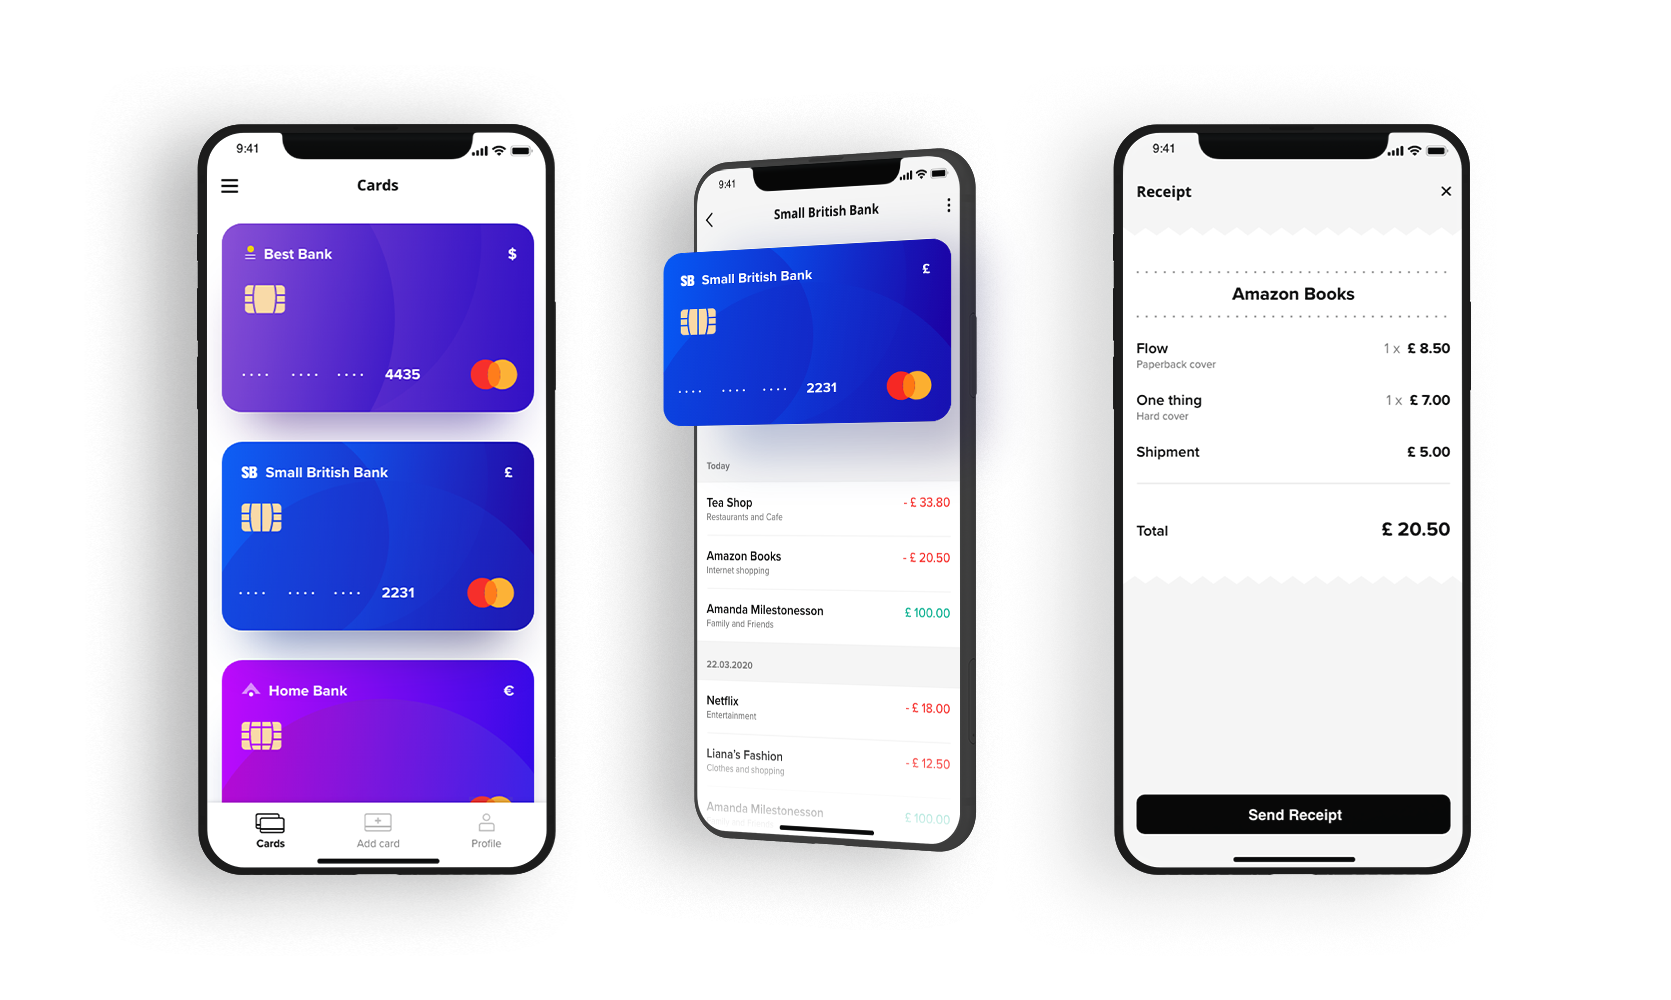 9:41
Cards
Best Bank $
.... .... .... 4435
SB Small British Bank £
.... .... .... 2231
Home Bank €
Cards Add card Profile
9:41
Small British Bank
SB Small British Bank £
.... .... .... 2231
Today
Tea Shop - £ 33.80
Restaurants and Cafe
Amazon Books - £ 20.50
Internet shopping
Amanda Milestonesson £ 100.00
Family and Friends
22.03.2020
Netflix - £ 18.00
Entertainment
Liana's Fashion - £ 12.50
Clothes and shopping
Amanda Milestonesson £ 100.00
Family and Friends
9:41
Receipt
Amazon Books
Flow 1 x £ 8.50
Paperback cover
One thing 1 x £ 7.00
Hard cover
Shipment £ 5.00
Total £ 20.50
Send Receipt